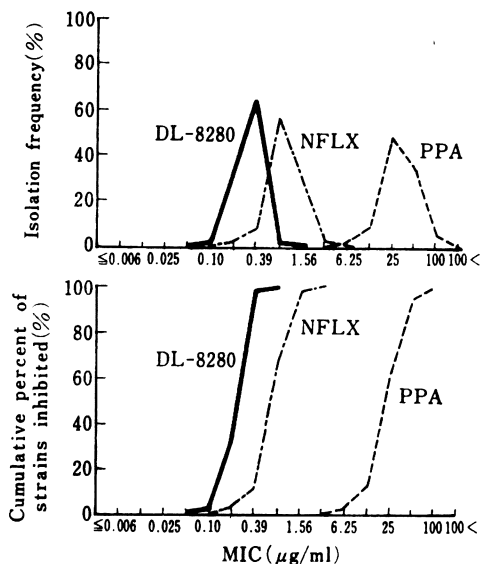 Isolation frequency(%)
100
80
60
40
20
0
DL-8280
NFLX
PPA
≦0.006 0.025 0.10 0.39 1.56 6.25 25 100 100<
Cumulative percent of
strains inhibited(%)
100
80
60
40
20
0
DL-8280
NFLX
PPA
≦0.006 0.025 0.10 0.39 1.56 6.25 25 100 100<
MIC(μg/ml)